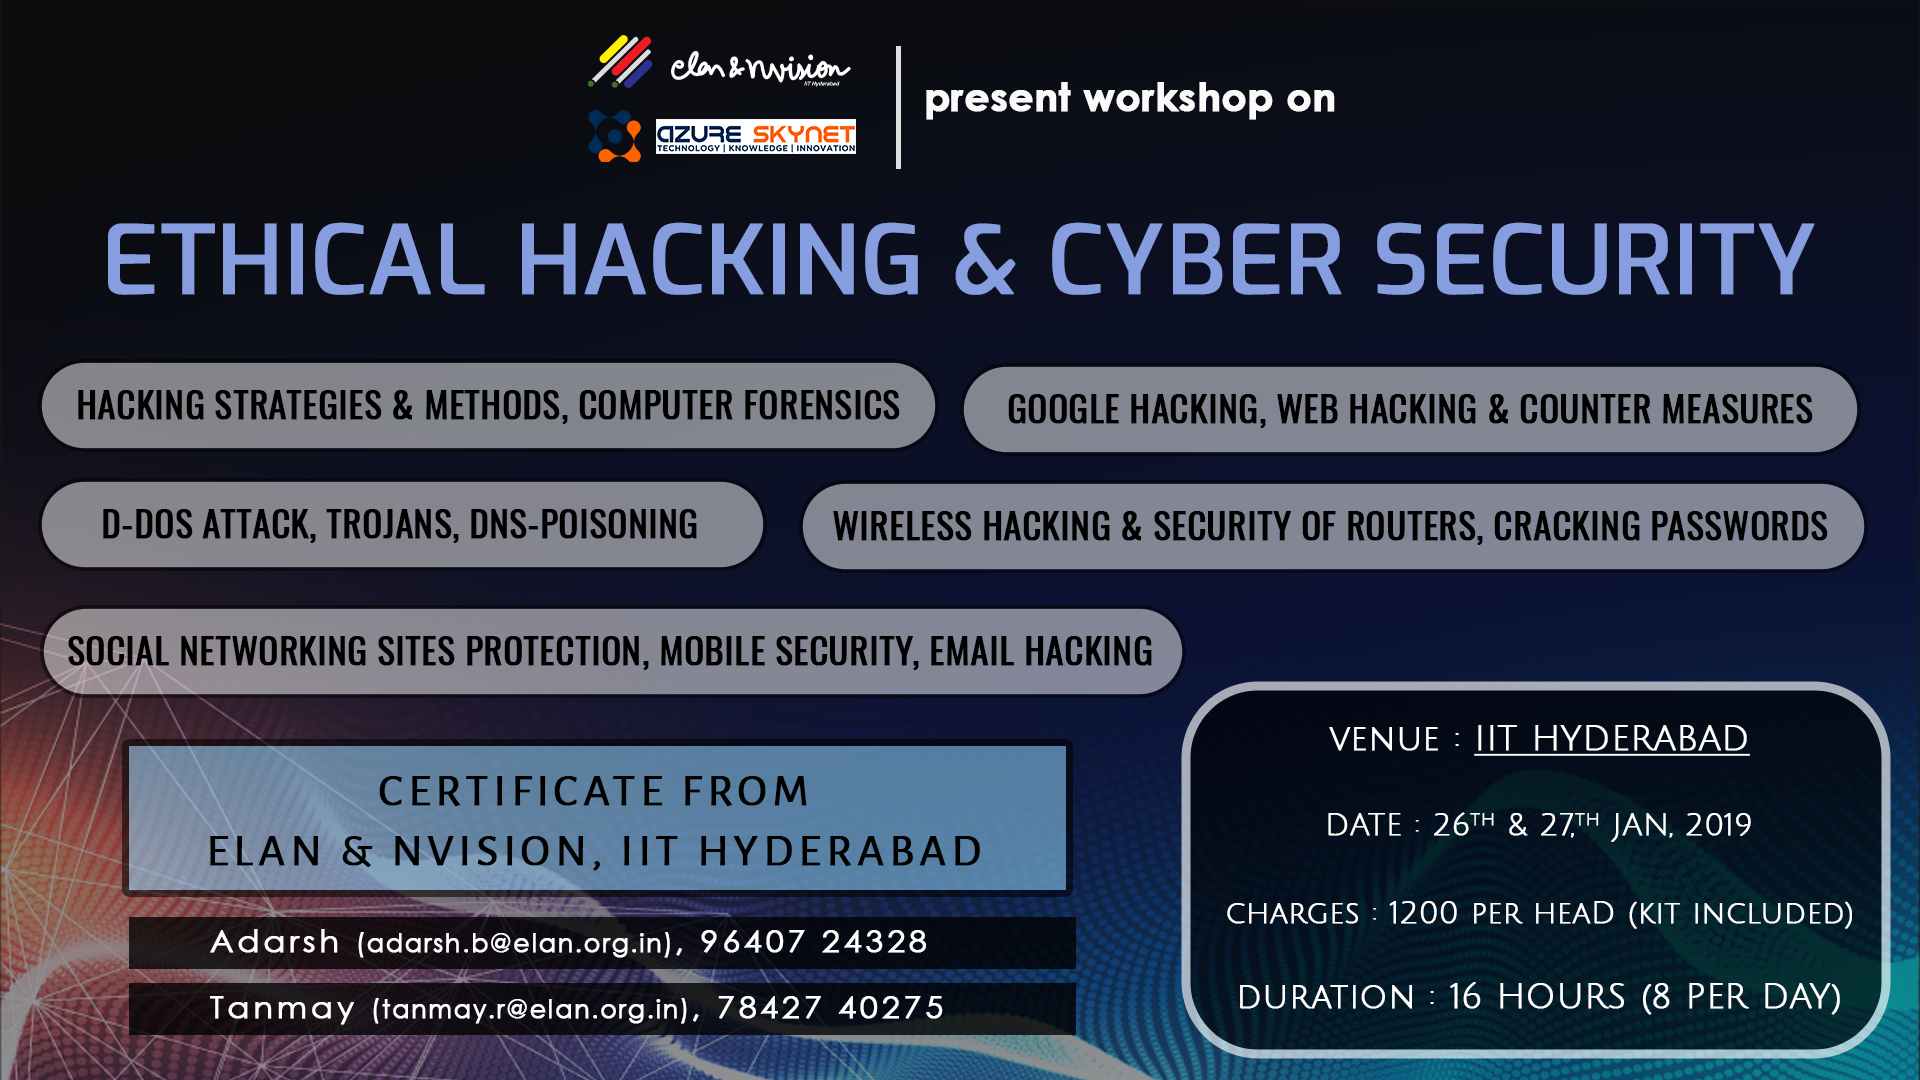 elan & nvision
IIT Hyderabad
AZURE SKYNET
TECHNOLOGY | KNOWLEDGE | INNOVATION
present workshop on
ETHICAL HACKING & CYBER SECURITY
HACKING STRATEGIES & METHODS, COMPUTER FORENSICS
GOOGLE HACKING, WEB HACKING & COUNTER MEASURES
D-DOS ATTACK, TROJANS, DNS-POISONING
WIRELESS HACKING & SECURITY OF ROUTERS, CRACKING PASSWORDS
SOCIAL NETWORKING SITES PROTECTION, MOBILE SECURITY, EMAIL HACKING
CERTIFICATE FROM
ELAN & NVISION, IIT HYDERABAD
Adarsh (adarsh.b@elan.org.in), 96407 24328
Tanmay (tanmay.r@elan.org.in), 78427 40275
VENUE : IIT HYDERABAD
DATE : 26TH & 27,TH JAN, 2019
CHARGES : 1200 PER HEAD (KIT INCLUDED)
DURATION : 16 HOURS (8 PER DAY)